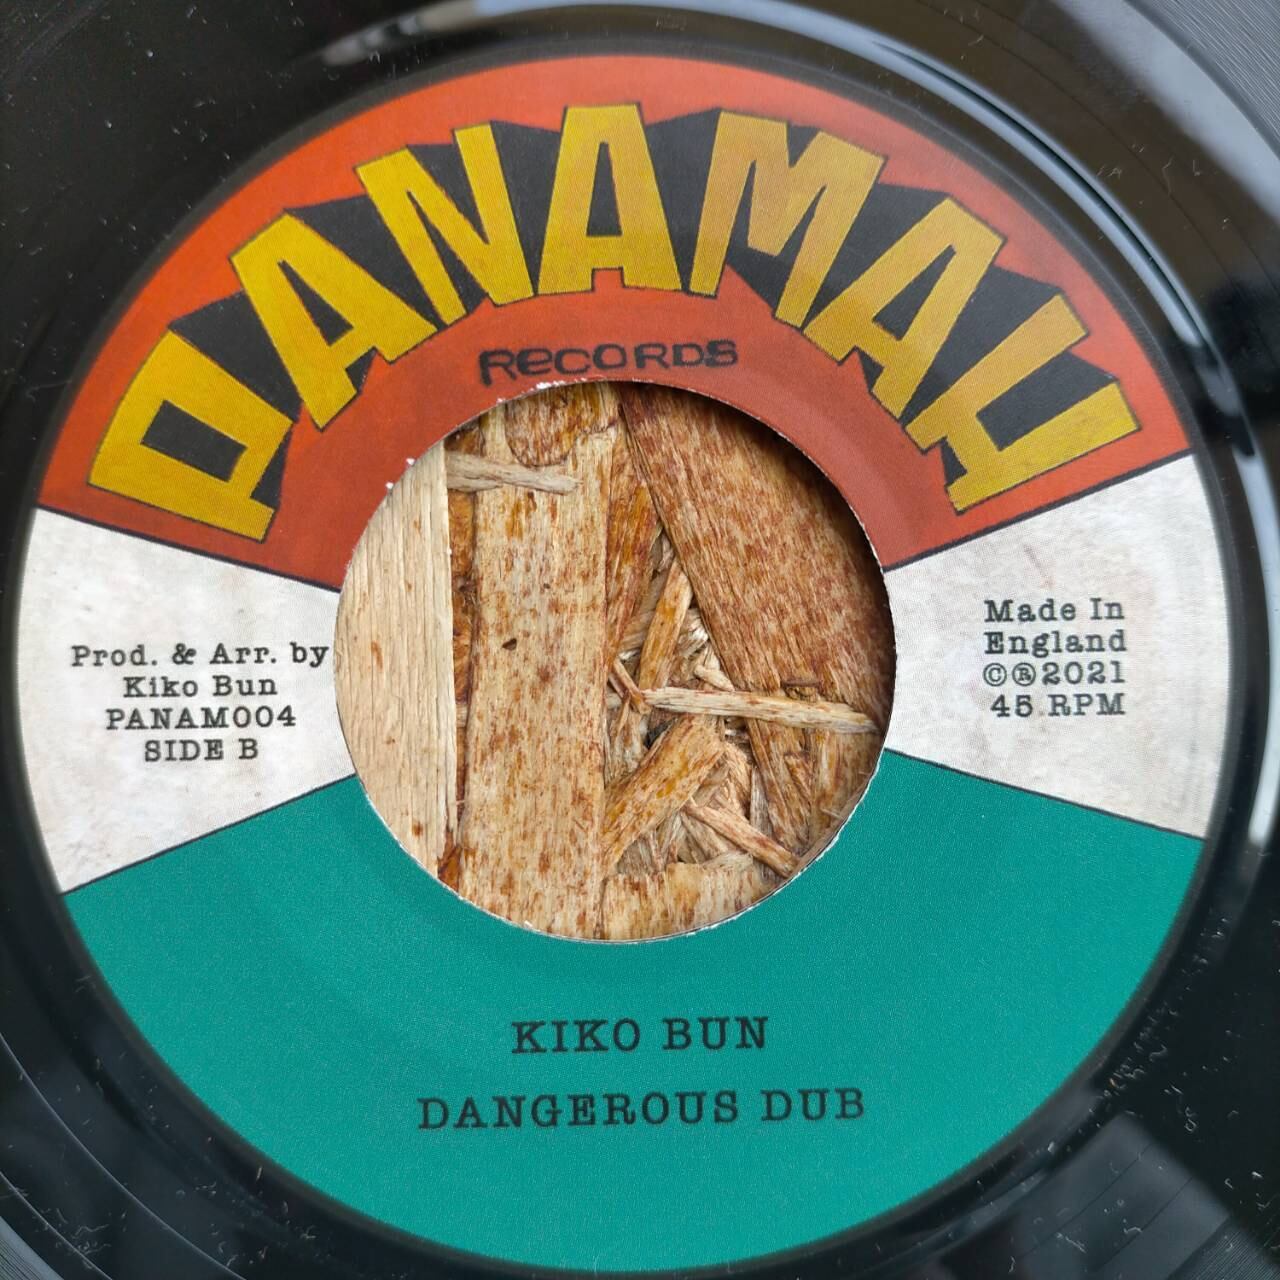 PANAMAH
RECORDS
Prod. & Arr. by
Kiko Bun
PANAM004
SIDE B
Made In
England
©®2021
45 RPM
KIKO BUN
DANGEROUS DUB